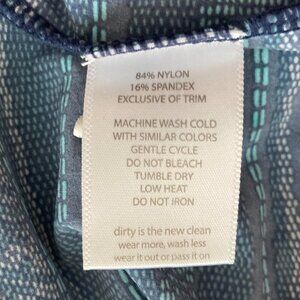 84% NYLON
16% SPANDEX
EXCLUSIVE OF TRIM
MACHINE WASH COLD
WITH SIMILAR COLORS
GENTLE CYCLE
DO NOT BLEACH
TUMBLE DRY
LOW HEAT
DO NOT IRON
dirty is the new clean
wear more, wash less
wear it out or pass it on